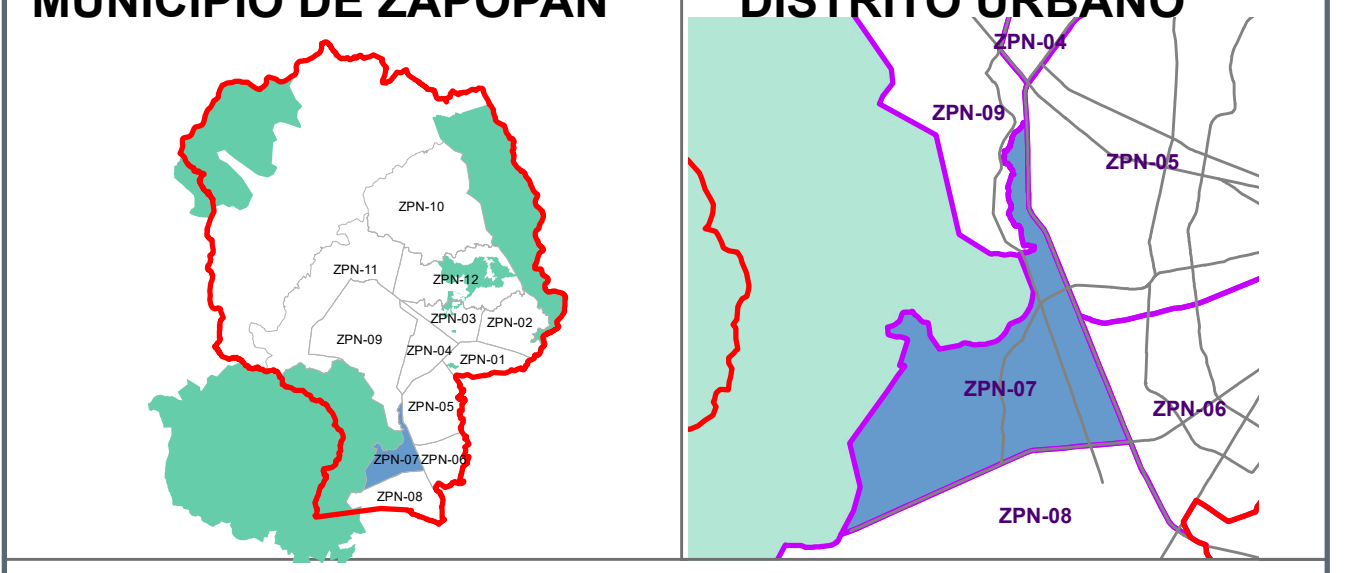 MUNICIPIO DE ZAPOPAN
ZPN-10
ZPN-11
ZPN-12
ZPN-03
ZPN-02
ZPN-09
ZPN-04
ZPN-01
ZPN-05
ZPN-07
ZPN-06
ZPN-08
DISTRITO URBANO
ZPN-04
ZPN-09
ZPN-05
ZPN-07
ZPN-06
ZPN-08